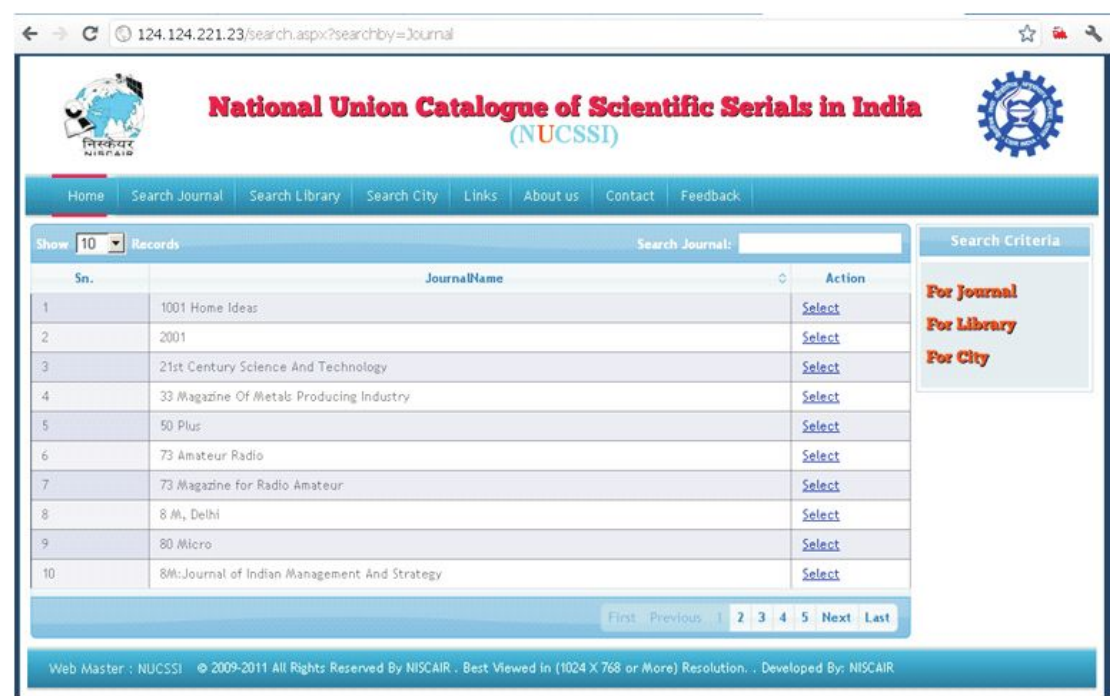 124.124.221.23/search.aspx?searchby=Journal
National Union Catalogue of Scientific Serials in India
(NUCSSI)
निस्केयर
NISCAIR
Home Search Journal Search Library Search City Links About us Contact Feedback
Show 10 Records Search Journal:
Search Criteria
Sn. JournalName Action
1 1001 Home Ideas Select
2 2001 Select
3 21st Century Science And Technology Select
4 33 Magazine Of Metals Producing Industry Select
5 50 Plus Select
6 73 Amateur Radio Select
7 73 Magazine for Radio Amateur Select
8 8 M, Delhi Select
9 80 Micro Select
10 8M:Journal of Indian Management And Strategy Select
For Journal
For Library
For City
First Previous 1 2 3 4 5 Next Last
Web Master : NUCSSI © 2009-2011 All Rights Reserved By NISCAIR . Best Viewed in (1024 X 768 or More) Resolution. . Developed By: NISCAIR